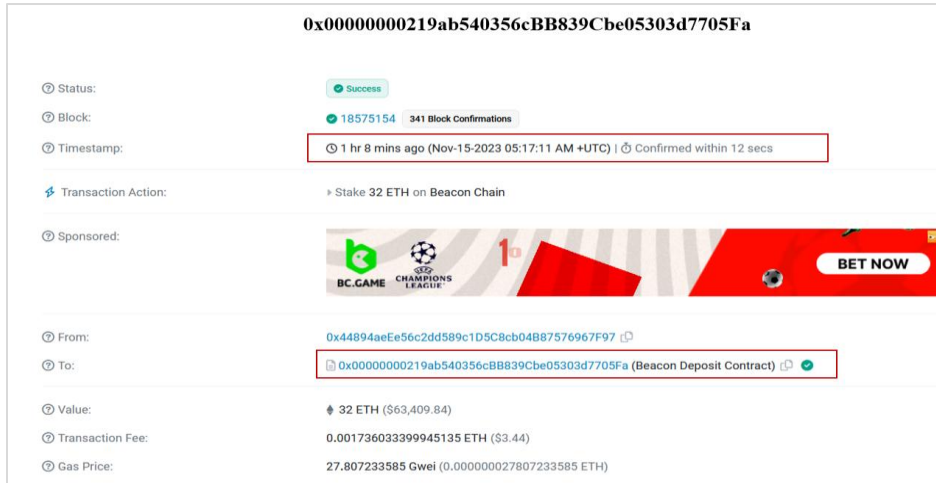 0x00000000219ab540356cBB839Cbe05303d7705Fa
Status: Success
Block: 18575154 341 Block Confirmations
Timestamp: 1 hr 8 mins ago (Nov-15-2023 05:17:11 AM +UTC) | Confirmed within 12 secs
Transaction Action: Stake 32 ETH on Beacon Chain
Sponsored:
BC.GAME
UEFA
CHAMPIONS
LEAGUE
BET NOW
From: 0x44894aeEe56c2dd589c1D5C8cb04B87576967F97
To: 0x00000000219ab540356cBB839Cbe05303d7705Fa (Beacon Deposit Contract)
Value: 32 ETH ($63,409.84)
Transaction Fee: 0.001736033399945135 ETH ($3.44)
Gas Price: 27.807233585 Gwei (0.000000027807233585 ETH)